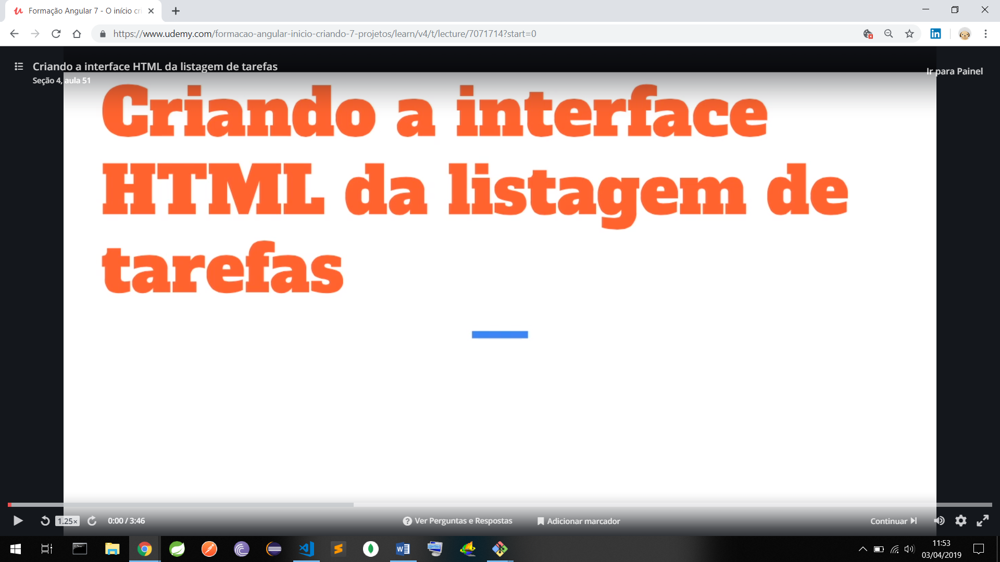 Formação Angular 7 - O início cri
https://www.udemy.com/formacao-angular-inicio-criando-7-projetos/learn/v4/t/lecture/7071714?start=0
Criando a interface HTML da listagem de tarefas
Seção 4, aula 51
Ir para Painel
Criando a interface
HTML da listagem de
tarefas
1.25×
0:00 / 3:46
Ver Perguntas e Respostas
Adicionar marcador
Continuar
11:53
03/04/2019